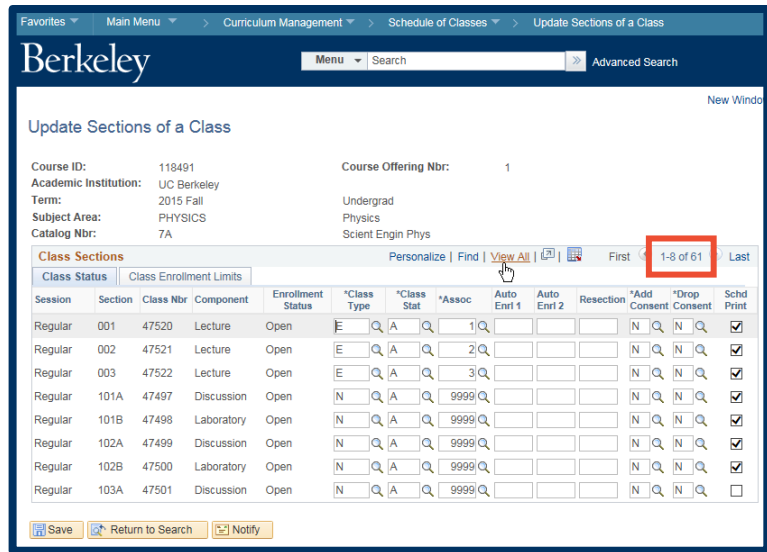 Favorites Main Menu > Curriculum Management > Schedule of Classes > Update Sections of a Class
Berkeley Menu Search >> Advanced Search
New Windo
Update Sections of a Class
Course ID: 118491 Course Offering Nbr: 1
Academic Institution: UC Berkeley
Term: 2015 Fall Undergrad
Subject Area: PHYSICS Physics
Catalog Nbr: 7A Scient Engin Phys
Class Sections Personalize | Find | View All | First 1-8 of 61 Last
Class Status Class Enrollment Limits
Session Section Class Nbr Component Enrollment Status *Class Type *Class Stat *Assoc Auto Enrl 1 Auto Enrl 2 Resection *Add Consent *Drop Consent Schd Print
Regular 001 47520 Lecture Open E A 1 N N
Regular 002 47521 Lecture Open E A 2 N N
Regular 003 47522 Lecture Open E A 3 N N
Regular 101A 47497 Discussion Open N A 9999 N N
Regular 101B 47498 Laboratory Open N A 9999 N N
Regular 102A 47499 Discussion Open N A 9999 N N
Regular 102B 47500 Laboratory Open N A 9999 N N
Regular 103A 47501 Discussion Open N A 9999 N N
Save Return to Search Notify